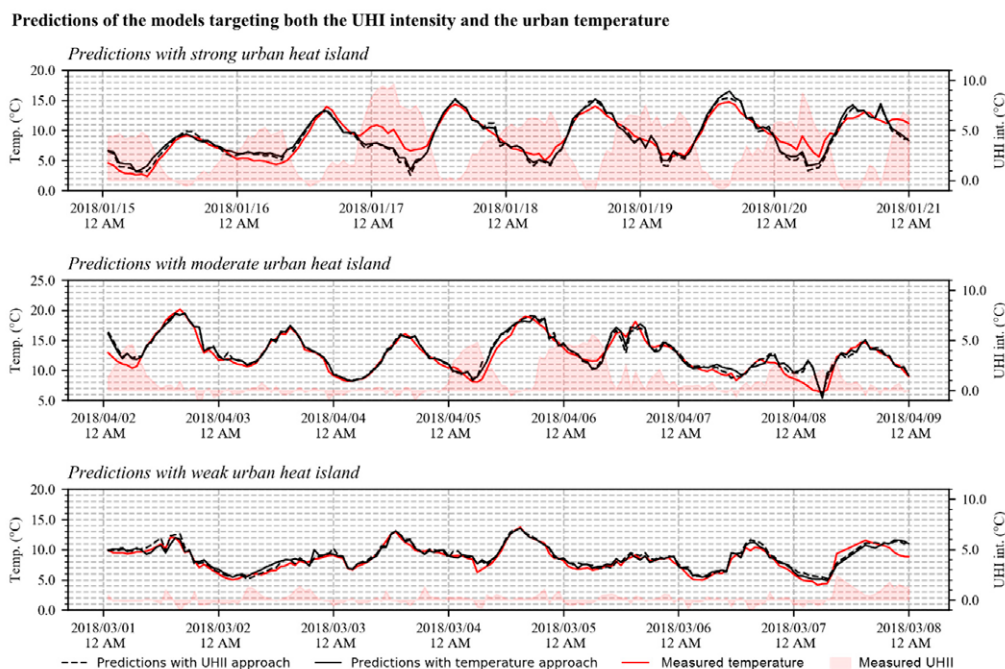 Predictions of the models targeting both the UHI intensity and the urban temperature
Predictions with strong urban heat island
20.0
15.0
10.0
5.0
0.0
Temp. (°C)
10.0
5.0
0.0
UHI int. (°C)
2018/01/15 2018/01/16 2018/01/17 2018/01/18 2018/01/19 2018/01/20 2018/01/21
12 AM 12 AM 12 AM 12 AM 12 AM 12 AM 12 AM
Predictions with moderate urban heat island
25.0
20.0
15.0
10.0
5.0
Temp. (°C)
10.0
5.0
0.0
UHI int. (°C)
2018/04/02 2018/04/03 2018/04/04 2018/04/05 2018/04/06 2018/04/07 2018/04/08 2018/04/09
12 AM 12 AM 12 AM 12 AM 12 AM 12 AM 12 AM 12 AM
Predictions with weak urban heat island
20.0
15.0
10.0
5.0
0.0
Temp. (°C)
10.0
5.0
0.0
UHI int. (°C)
2018/03/01 2018/03/02 2018/03/03 2018/03/04 2018/03/05 2018/03/06 2018/03/07 2018/03/08
12 AM 12 AM 12 AM 12 AM 12 AM 12 AM 12 AM 12 AM
Predictions with UHII approach Predictions with temperature approach Measured temperature Measured UHII